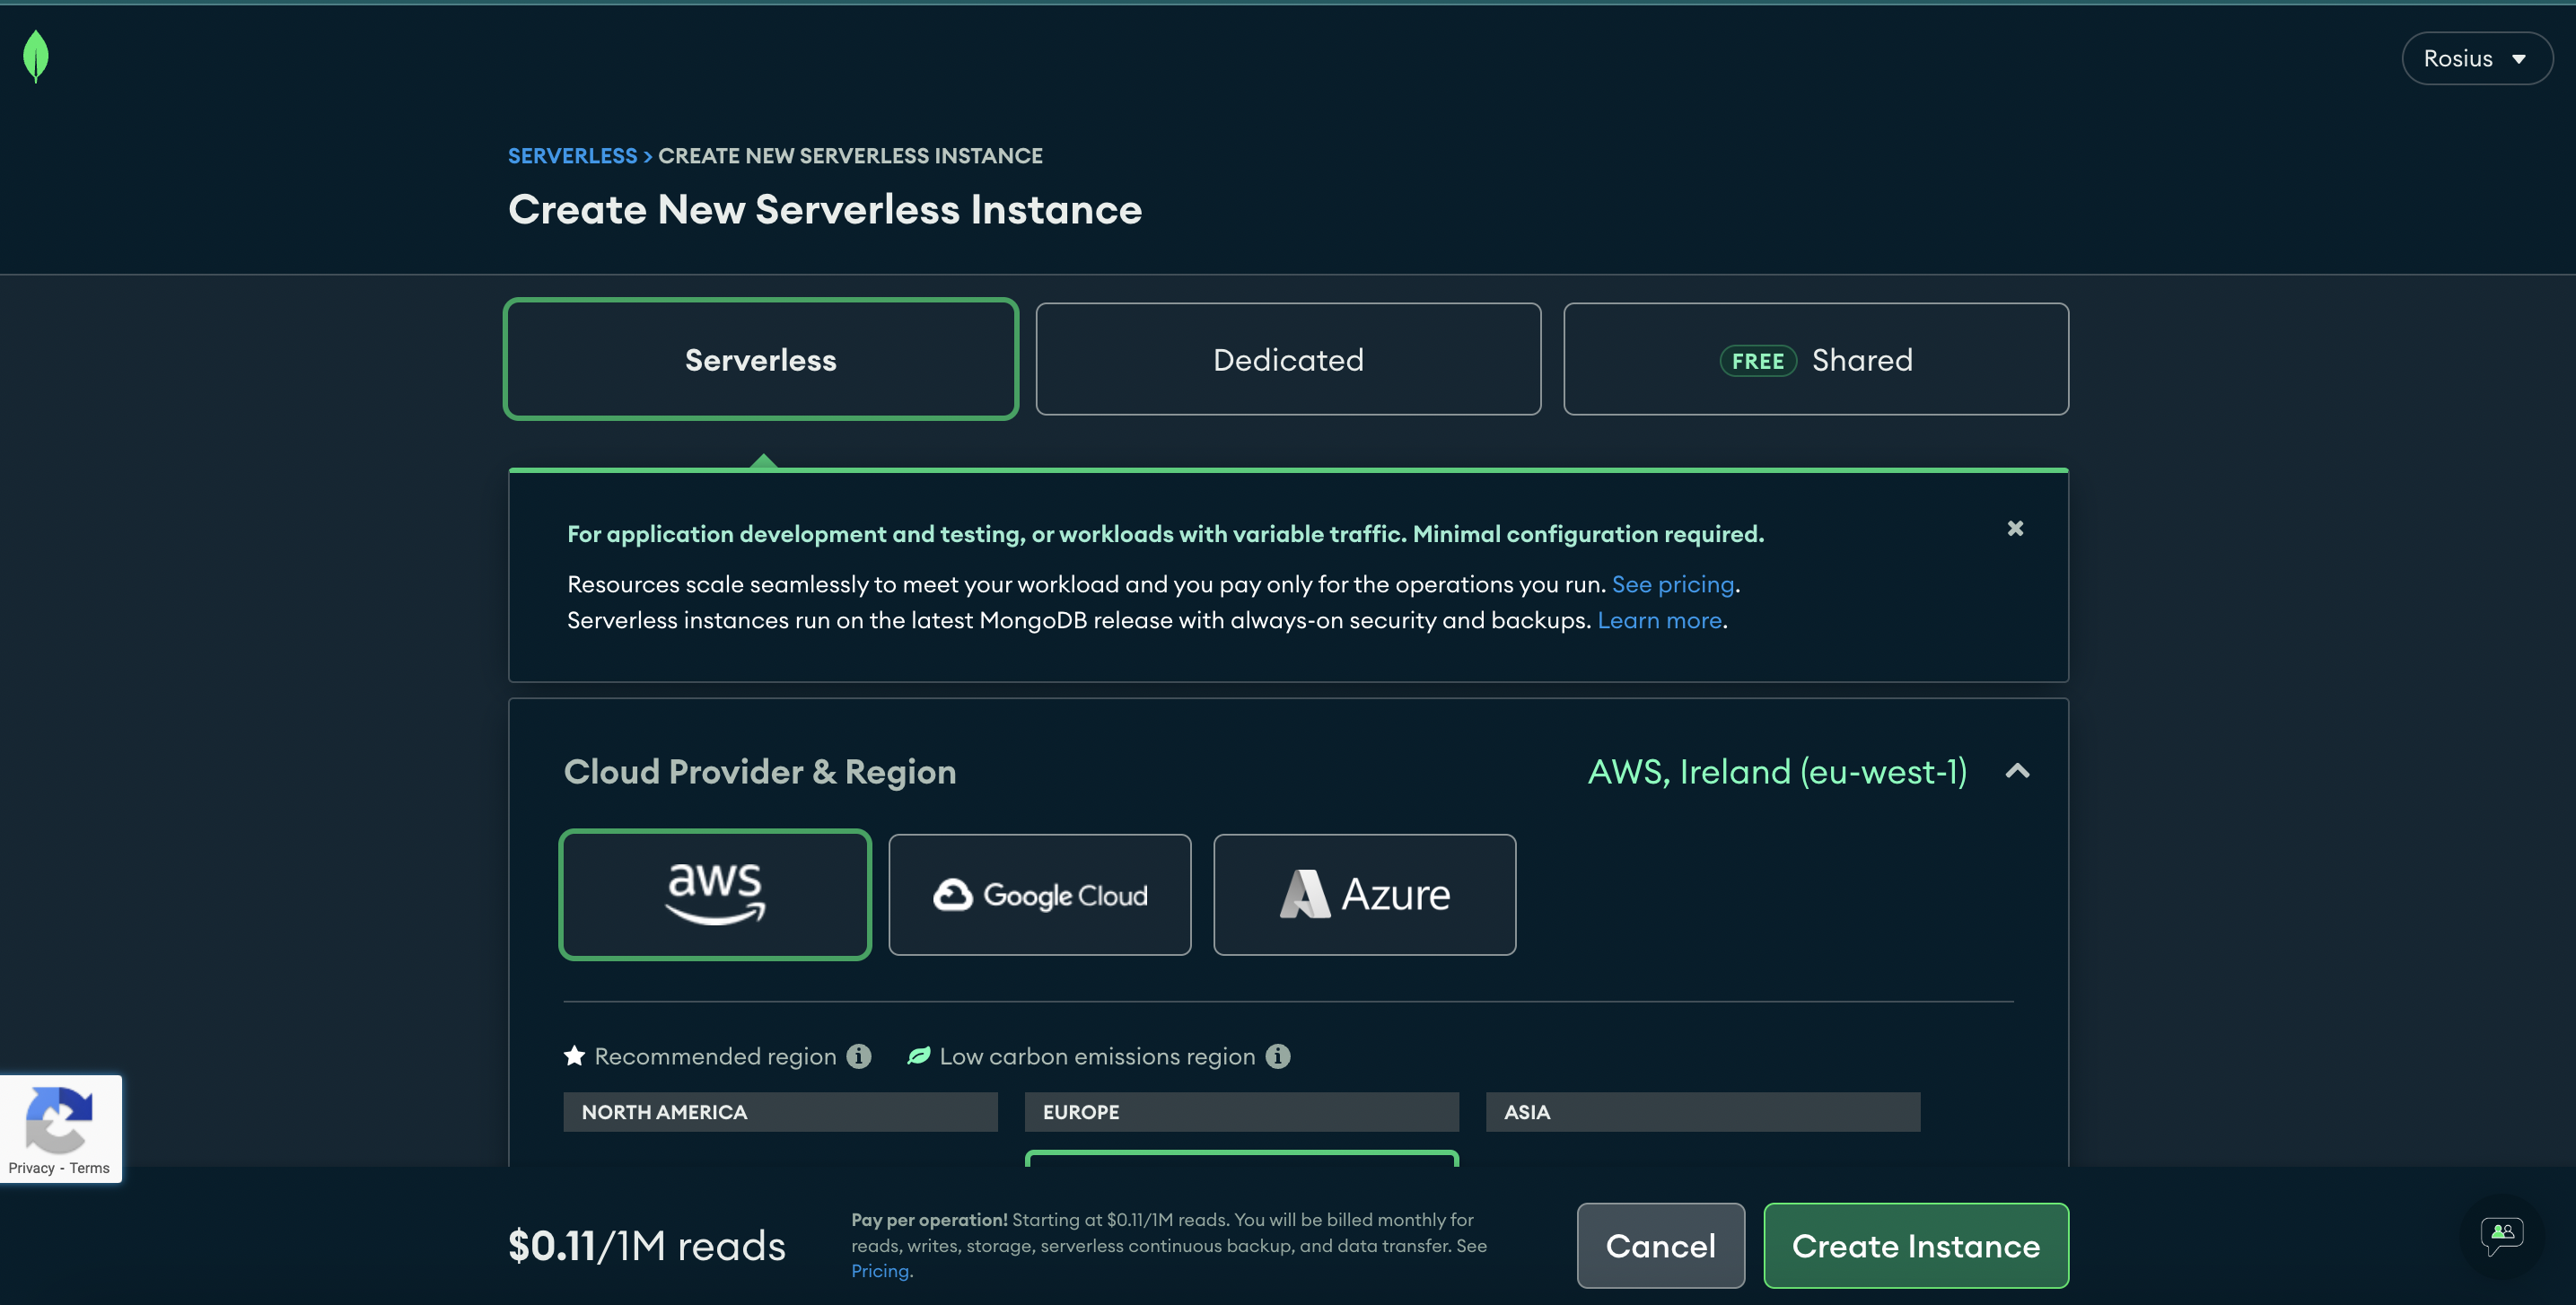 Rosius
SERVERLESS > CREATE NEW SERVERLESS INSTANCE
Create New Serverless Instance
Serverless
Dedicated
FREE Shared
For application development and testing, or workloads with variable traffic. Minimal configuration required.
Resources scale seamlessly to meet your workload and you pay only for the operations you run. See pricing.
Serverless instances run on the latest MongoDB release with always-on security and backups. Learn more.
Cloud Provider & Region
AWS, Ireland (eu-west-1)
aws
Google Cloud
Azure
Recommended region
Low carbon emissions region
NORTH AMERICA
EUROPE
ASIA
Privacy - Terms
$0.11/1M reads
Pay per operation! Starting at $0.11/1M reads. You will be billed monthly for
reads, writes, storage, serverless continuous backup, and data transfer. See
Pricing.
Cancel
Create Instance